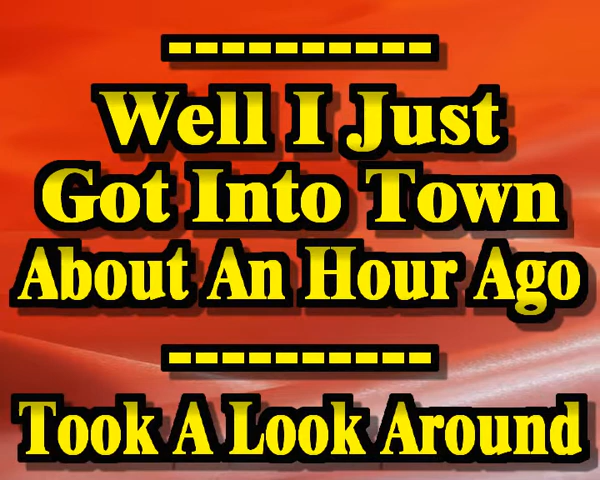 ----------
Well I Just
Got Into Town
About An Hour Ago
----------
Took A Look Around